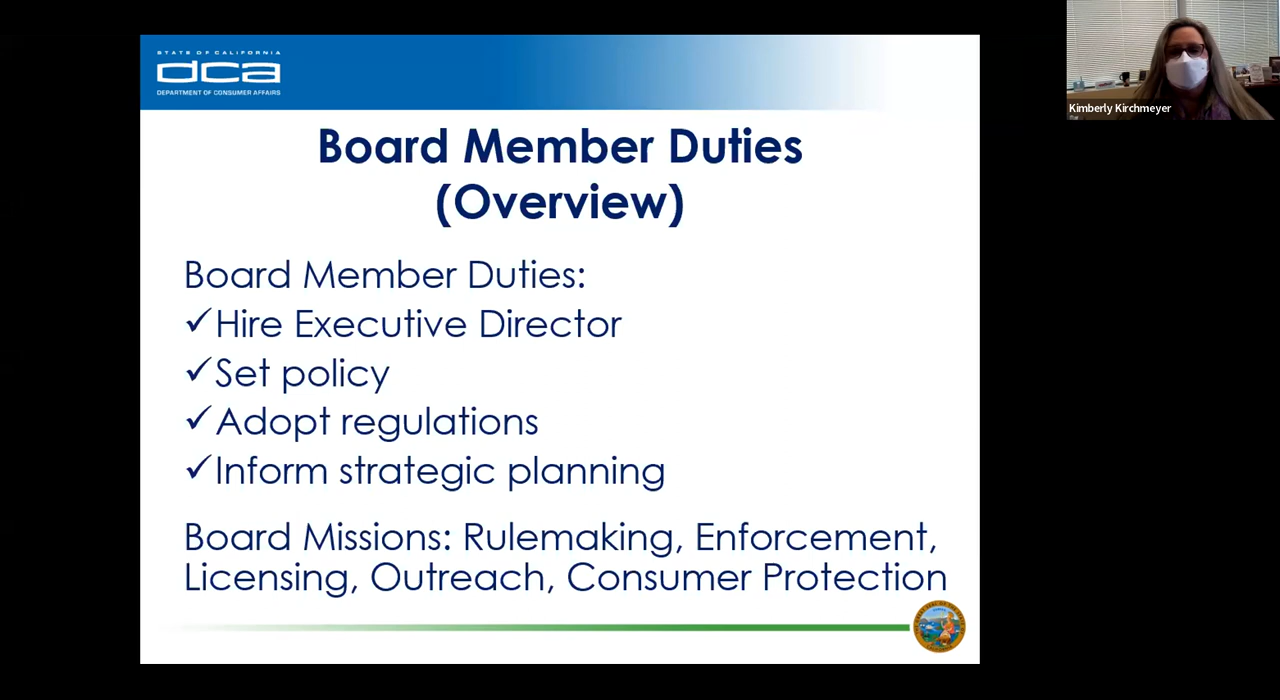 STATE OF CALIFORNIA
dca
DEPARTMENT OF CONSUMER AFFAIRS
Kimberly Kirchmeyer
Board Member Duties
(Overview)
Board Member Duties:
✓Hire Executive Director
✓Set policy
✓Adopt regulations
✓Inform strategic planning
Board Missions: Rulemaking, Enforcement,
Licensing, Outreach, Consumer Protection